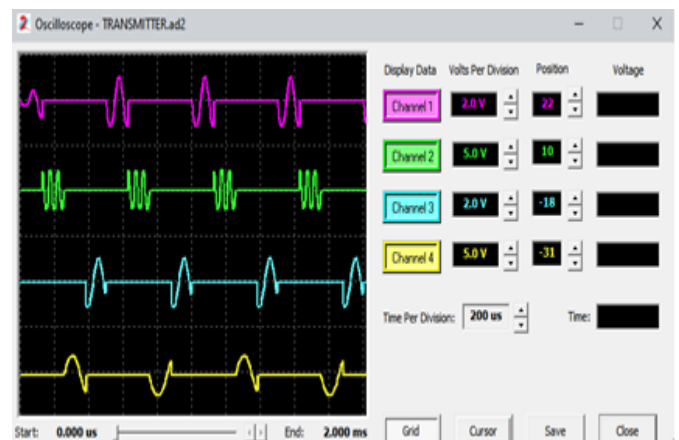 Oscilloscope - TRANSMITTER.ad2
Display Data Volts Per Division Position Voltage
Channel 1 2.0 V 22
Channel 2 5.0 V 10
Channel 3 2.0 V -18
Channel 4 5.0 V -31
Time Per Division: 200 us Time:
Start: 0.000 us End: 2.000 ms Grid Cursor Save Close